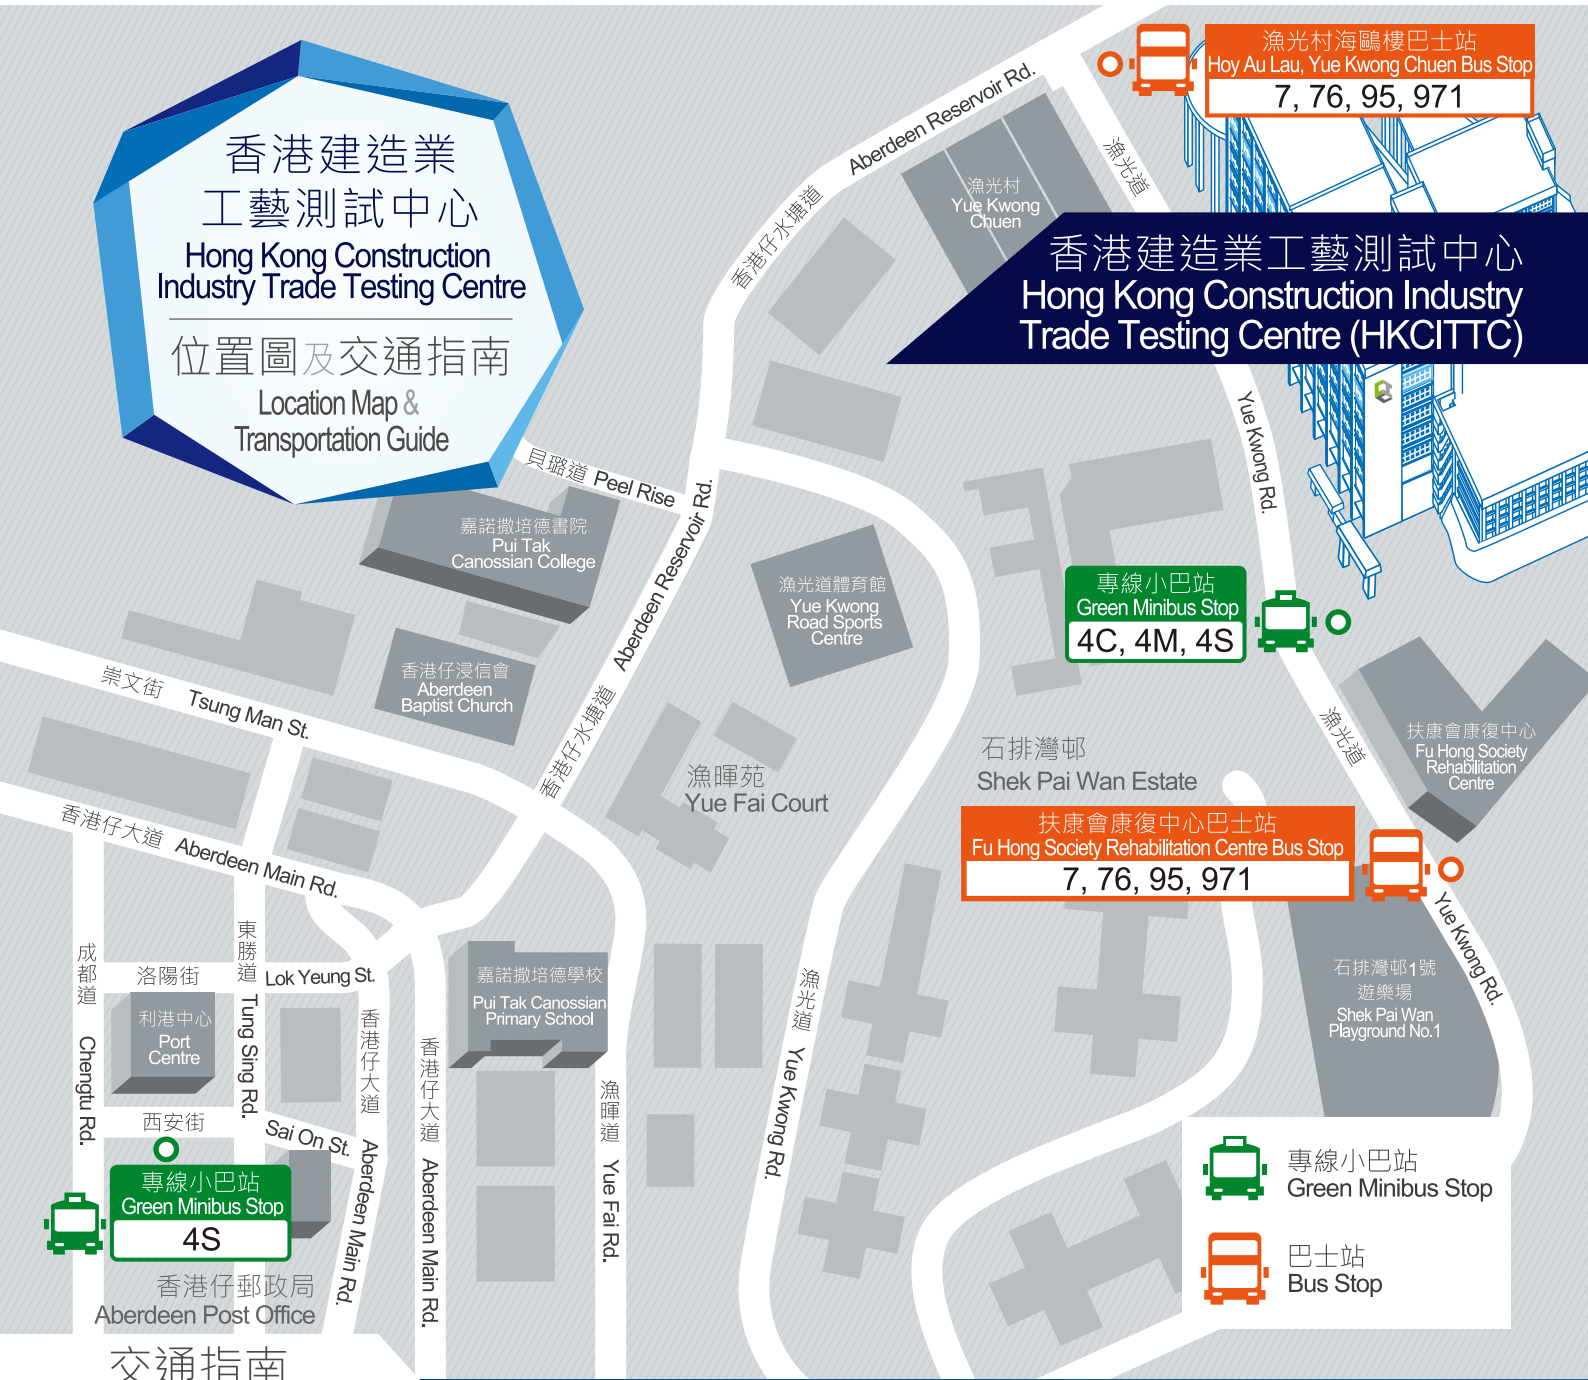 香港建造業
工藝測試中心
Hong Kong Construction
Industry Trade Testing Centre
位置圖及交通指南
Location Map &
Transportation Guide
漁光村海鷗樓巴士站
Hoy Au Lau, Yue Kwong Chuen Bus Stop
7, 76, 95, 971
香港建造業工藝測試中心
Hong Kong Construction Industry
Trade Testing Centre (HKCITTC)
香港仔水塘道 Aberdeen Reservoir Rd.
漁光村
Yue Kwong
Chuen
漁光道
Yue Kwong Rd.
貝璐道 Peel Rise
嘉諾撒培德書院
Pui Tak
Canossian College
香港仔水塘道 Aberdeen Reservoir Rd.
漁光道體育館
Yue Kwong
Road Sports
Centre
專線小巴站
Green Minibus Stop
4C, 4M, 4S
香港仔浸信會
Aberdeen
Baptist Church
崇文街 Tsung Man St.
漁暉苑
Yue Fai Court
石排灣邨
Shek Pai Wan Estate
漁光道
扶康會康復中心
Fu Hong Society
Rehabilitation
Centre
扶康會康復中心巴士站
Fu Hong Society Rehabilitation Centre Bus Stop
7, 76, 95, 971
Yue Kwong Rd.
香港仔大道 Aberdeen Main Rd.
成都道 Chengtu Rd.
東勝道 Tung Sing Rd.
洛陽街 Lok Yeung St.
利港中心
Port
Centre
香港仔大道 Aberdeen Main Rd.
香港仔大道 Aberdeen Main Rd.
嘉諾撒培德學校
Pui Tak Canossian
Primary School
漁暉道 Yue Fai Rd.
漁光道 Yue Kwong Rd.
石排灣邨1號
遊樂場
Shek Pai Wan
Playground No.1
西安街 Sai On St.
專線小巴站
Green Minibus Stop
4S
香港仔郵政局
Aberdeen Post Office
專線小巴站
Green Minibus Stop
巴士站
Bus Stop
交通指南